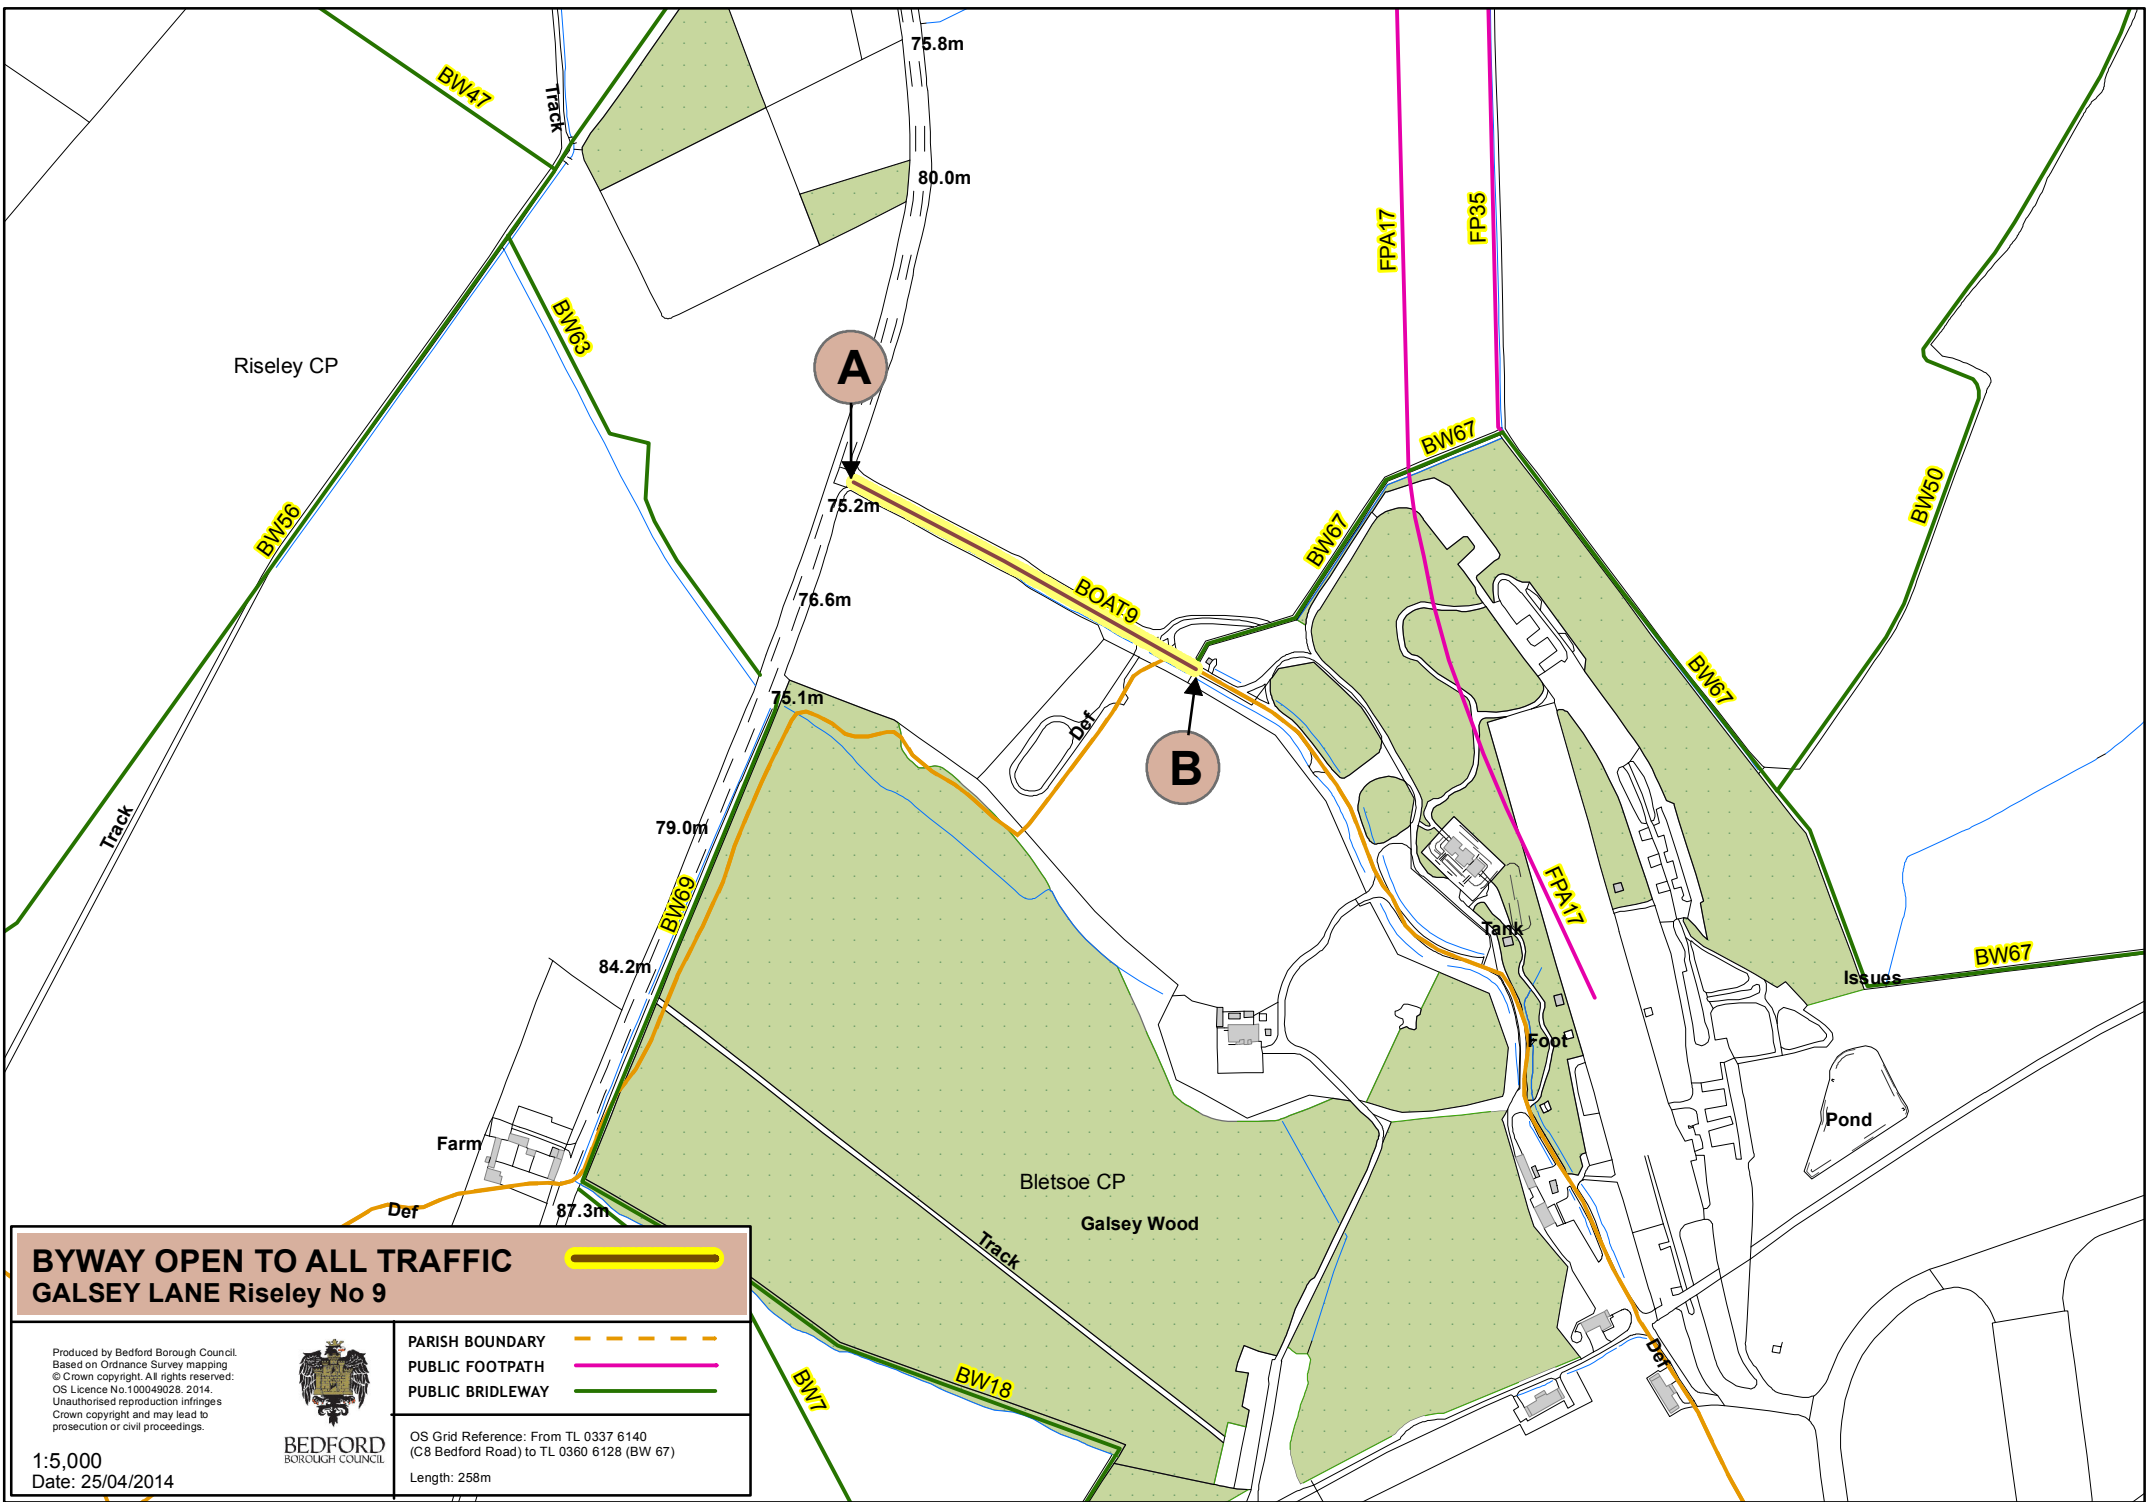 75.8m
BW47
Track
80.0m
FPA17
FP35
BW63
Riseley CP
A
BW67
BW50
BW56
75.2m
BW67
BOAT9
76.6m
BW67
75.1m
Def
B
79.0m
Track
BW69
FPA17
Tank
84.2m
BW67
Issues
Foot
Farm
Pond
Bletsoe CP
Def
87.3m
Galsey Wood
Track
Def
BW18
BW7
BYWAY OPEN TO ALL TRAFFIC
GALSEY LANE Riseley No 9
Produced by Bedford Borough Council.
Based on Ordnance Survey mapping
© Crown copyright. All rights reserved:
OS Licence No.100049028. 2014.
Unauthorised reproduction infringes
Crown copyright and may lead to
prosecution or civil proceedings.
1:5,000
Date: 25/04/2014
BEDFORD
BOROUGH COUNCIL
PARISH BOUNDARY
PUBLIC FOOTPATH
PUBLIC BRIDLEWAY
OS Grid Reference: From TL 0337 6140
(C8 Bedford Road) to TL 0360 6128 (BW 67)
Length: 258m